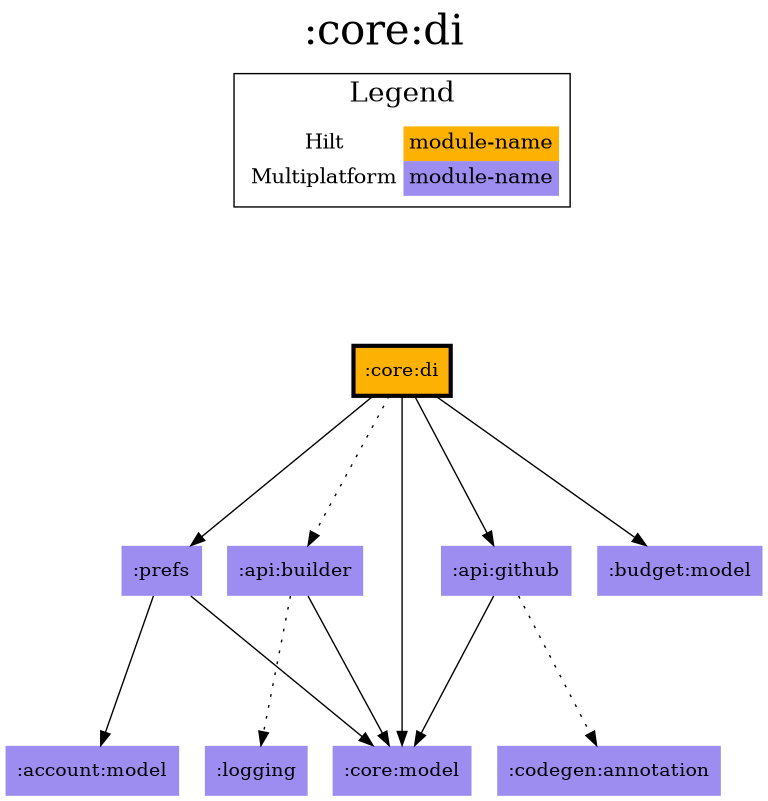 :core:di
Legend
Hilt module-name
Multiplatform module-name
:core:di
:prefs :api:builder :api:github :budget:model
:account:model :logging :core:model :codegen:annotation